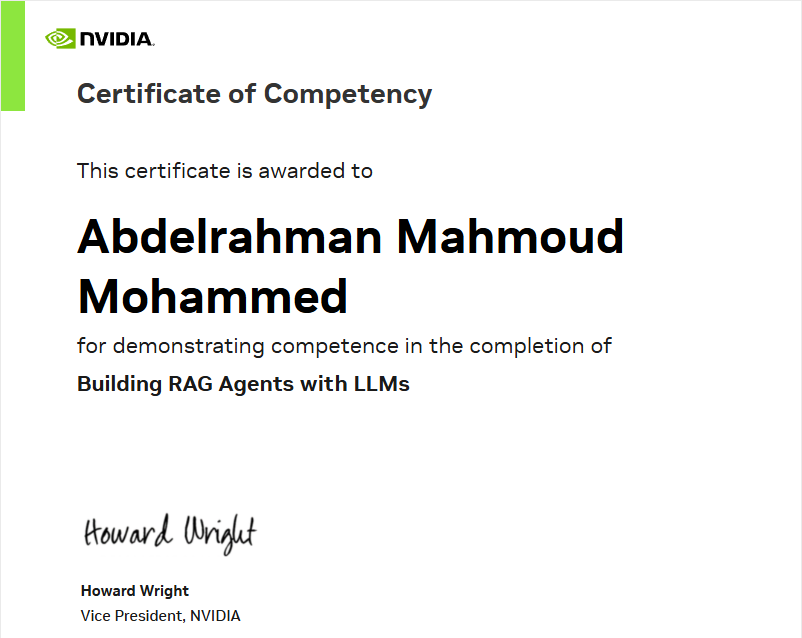 NVIDIA.
Certificate of Competency
This certificate is awarded to
Abdelrahman Mahmoud
Mohammed
for demonstrating competence in the completion of
Building RAG Agents with LLMs
Howard Wright
Howard Wright
Vice President, NVIDIA